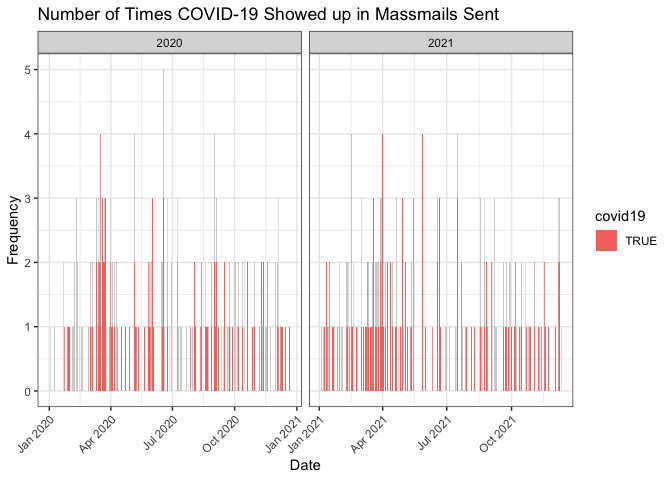 Number of Times COVID-19 Showed up in Massmails Sent
2020
2021
5
4
3
2
1
0
Frequency
Jan 2020
Apr 2020
Jul 2020
Oct 2020
Jan 2021
Jan 2021
Apr 2021
Jul 2021
Oct 2021
Date
covid19
TRUE